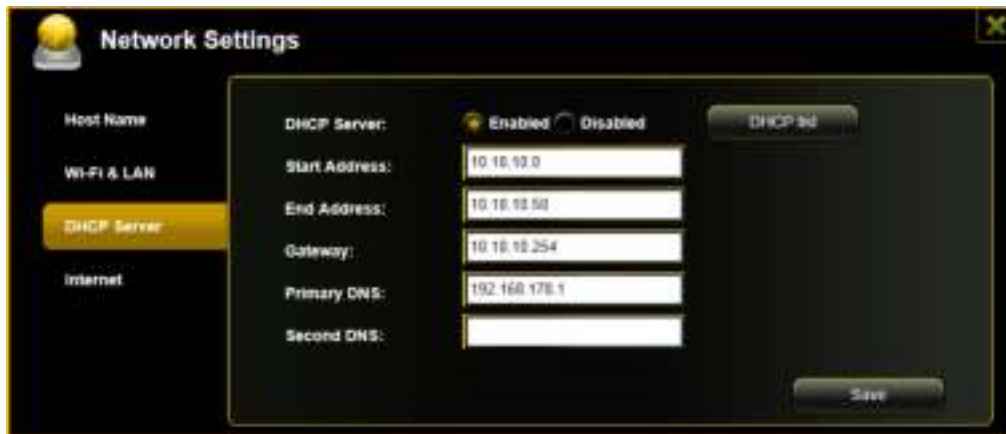 Network Settings
Host Name
Wi-Fi & LAN
DHCP Server
Internet
DHCP Server: Enabled Disabled DHCP list
Start Address: 10.10.10.0
End Address: 10.10.10.50
Gateway: 10.10.10.254
Primary DNS: 192.168.178.1
Second DNS:
Save